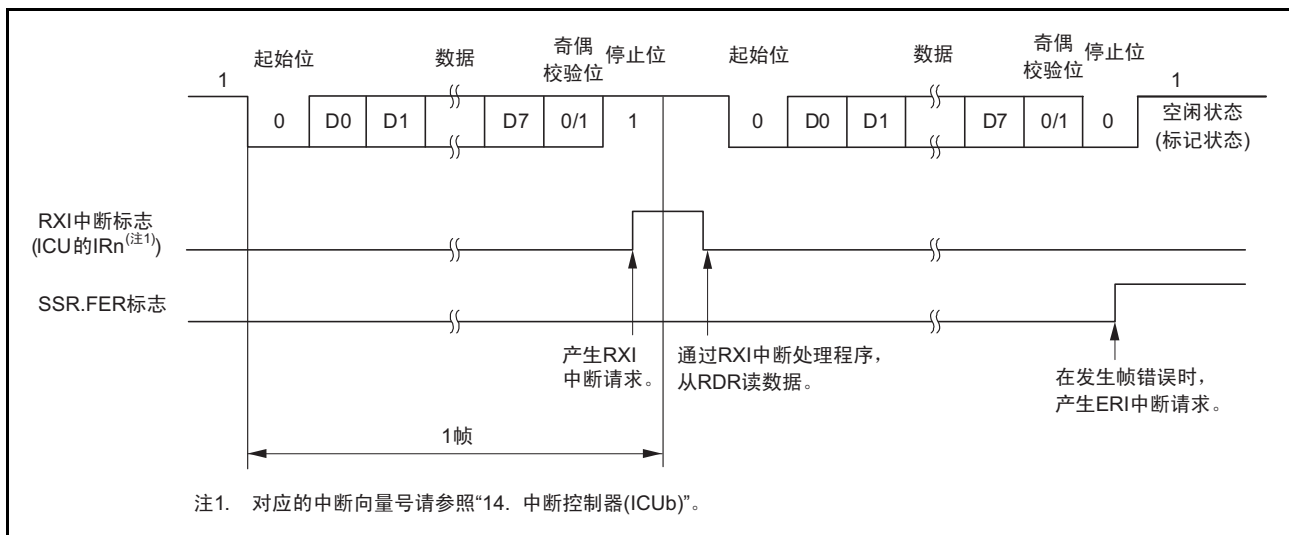 起始位 数据 奇偶 停止位 起始位 数据 奇偶 停止位
校验位 校验位
1 1
0 D0 D1 D7 0/1 1 0 D0 D1 D7 0/1 0 空闲状态
(标记状态)
RXI中断标志
(ICU的IRn(注1))
SSR.FER标志
产生RXI
中断请求。
通过RXI中断处理程序，
从RDR读数据。
在发生帧错误时，
产生ERI中断请求。
1帧
注1. 对应的中断向量号请参照“14. 中断控制器(ICUb)”。